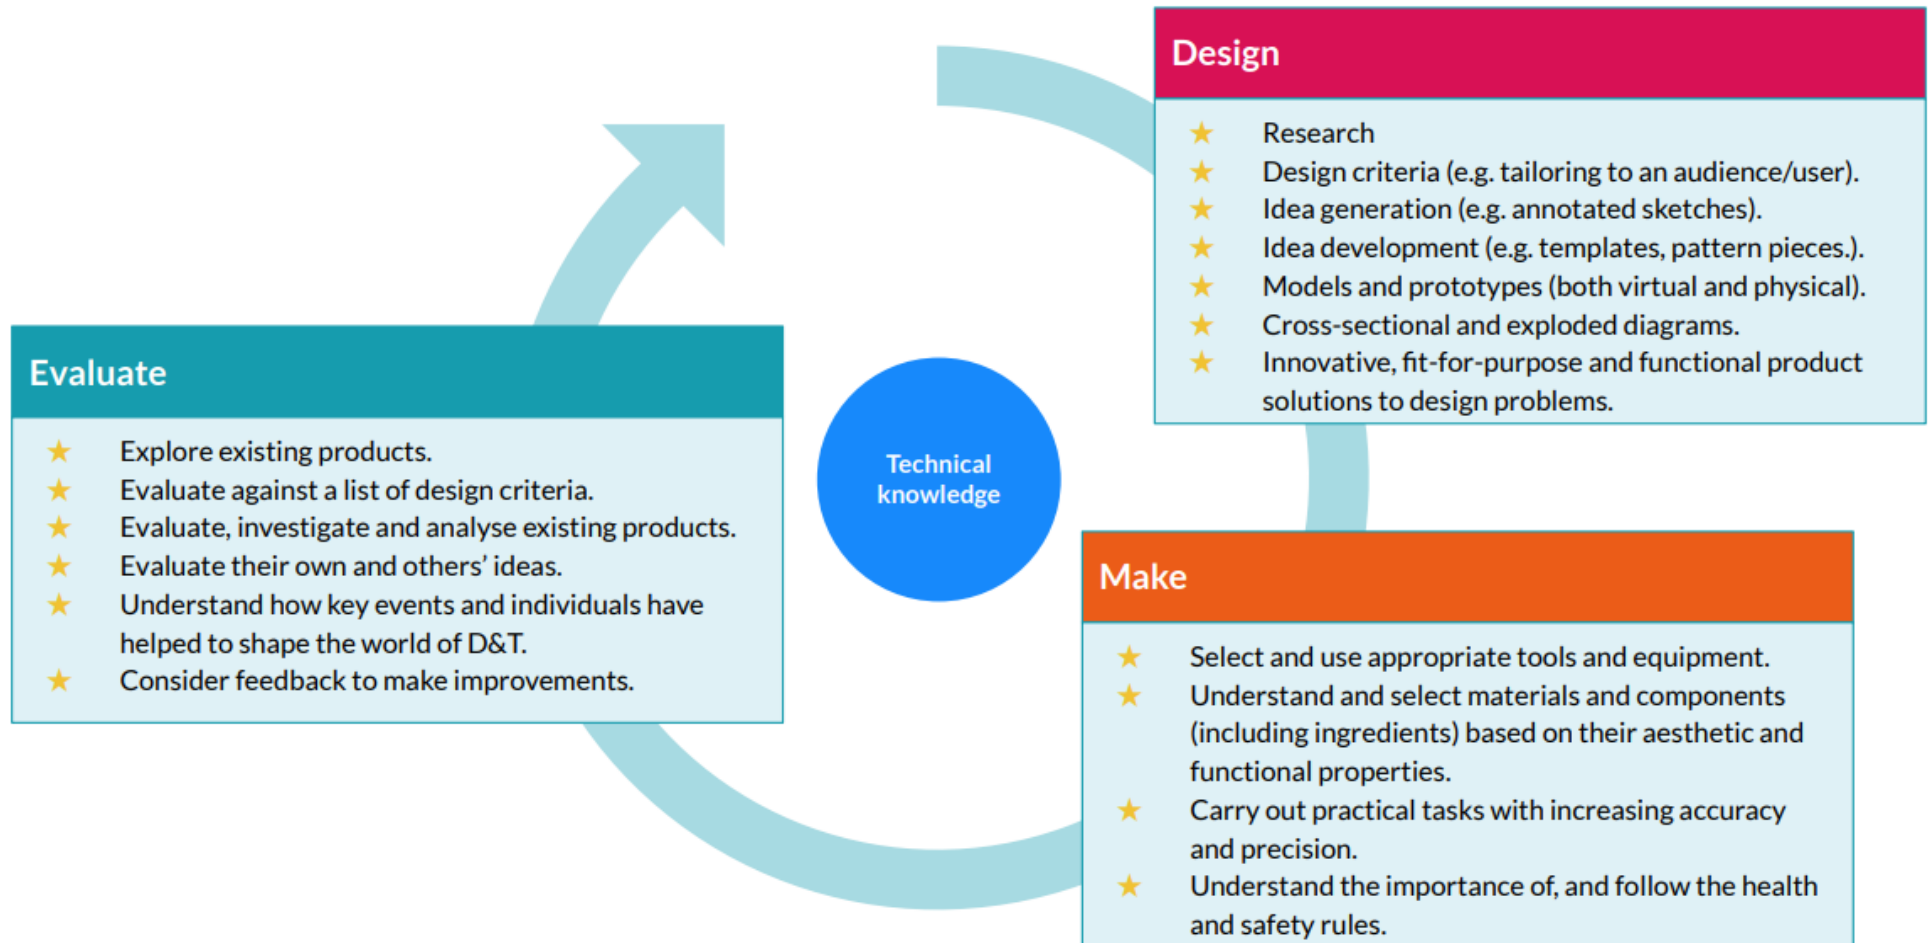 Design
Research
Design criteria (e.g. tailoring to an audience/user).
Idea generation (e.g. annotated sketches).
Idea development (e.g. templates, pattern pieces.).
Models and prototypes (both virtual and physical).
Cross-sectional and exploded diagrams.
Innovative, fit-for-purpose and functional product
solutions to design problems.
Evaluate
Explore existing products.
Evaluate against a list of design criteria.
Evaluate, investigate and analyse existing products.
Evaluate their own and others’ ideas.
Understand how key events and individuals have
helped to shape the world of D&T.
Consider feedback to make improvements.
Technical
knowledge
Make
Select and use appropriate tools and equipment.
Understand and select materials and components
(including ingredients) based on their aesthetic and
functional properties.
Carry out practical tasks with increasing accuracy
and precision.
Understand the importance of, and follow the health
and safety rules.